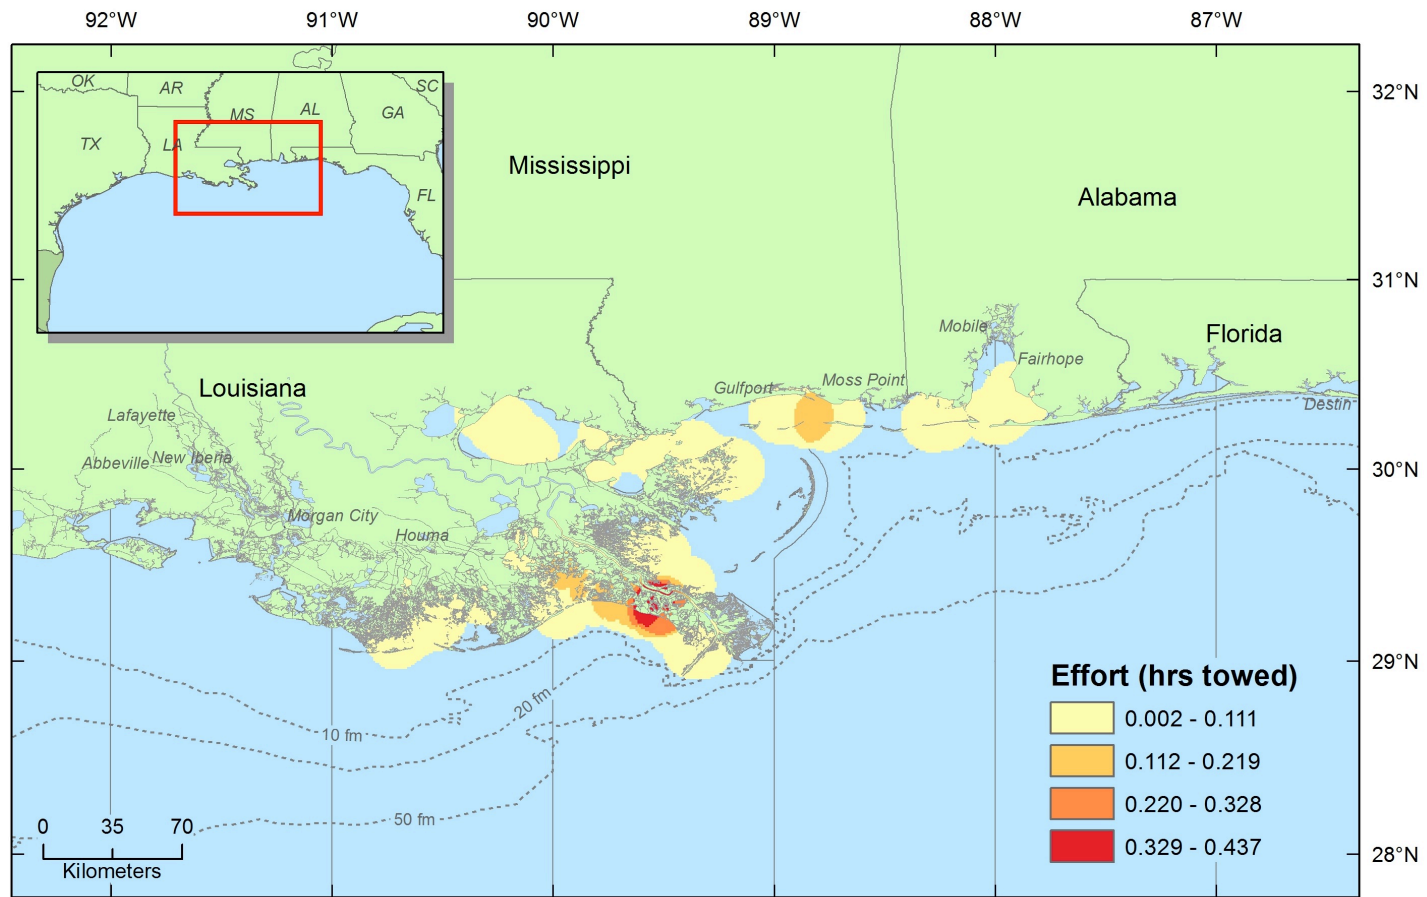 92°W 91°W 90°W 89°W 88°W 87°W
OK AR SC
MS AL GA
TX LA
FL
32°N
Mississippi
Alabama
31°N
Mobile
Florida
Fairhope
Louisiana
Gulfport Moss Point
Destin
Lafayette
Abbeville New Iberia
30°N
Morgan City
Houma
29°N
Effort (hrs towed)
20 fm
10 fm
0.002 - 0.111
0.112 - 0.219
0.220 - 0.328
50 fm
0 35 70
0.329 - 0.437
Kilometers
28°N